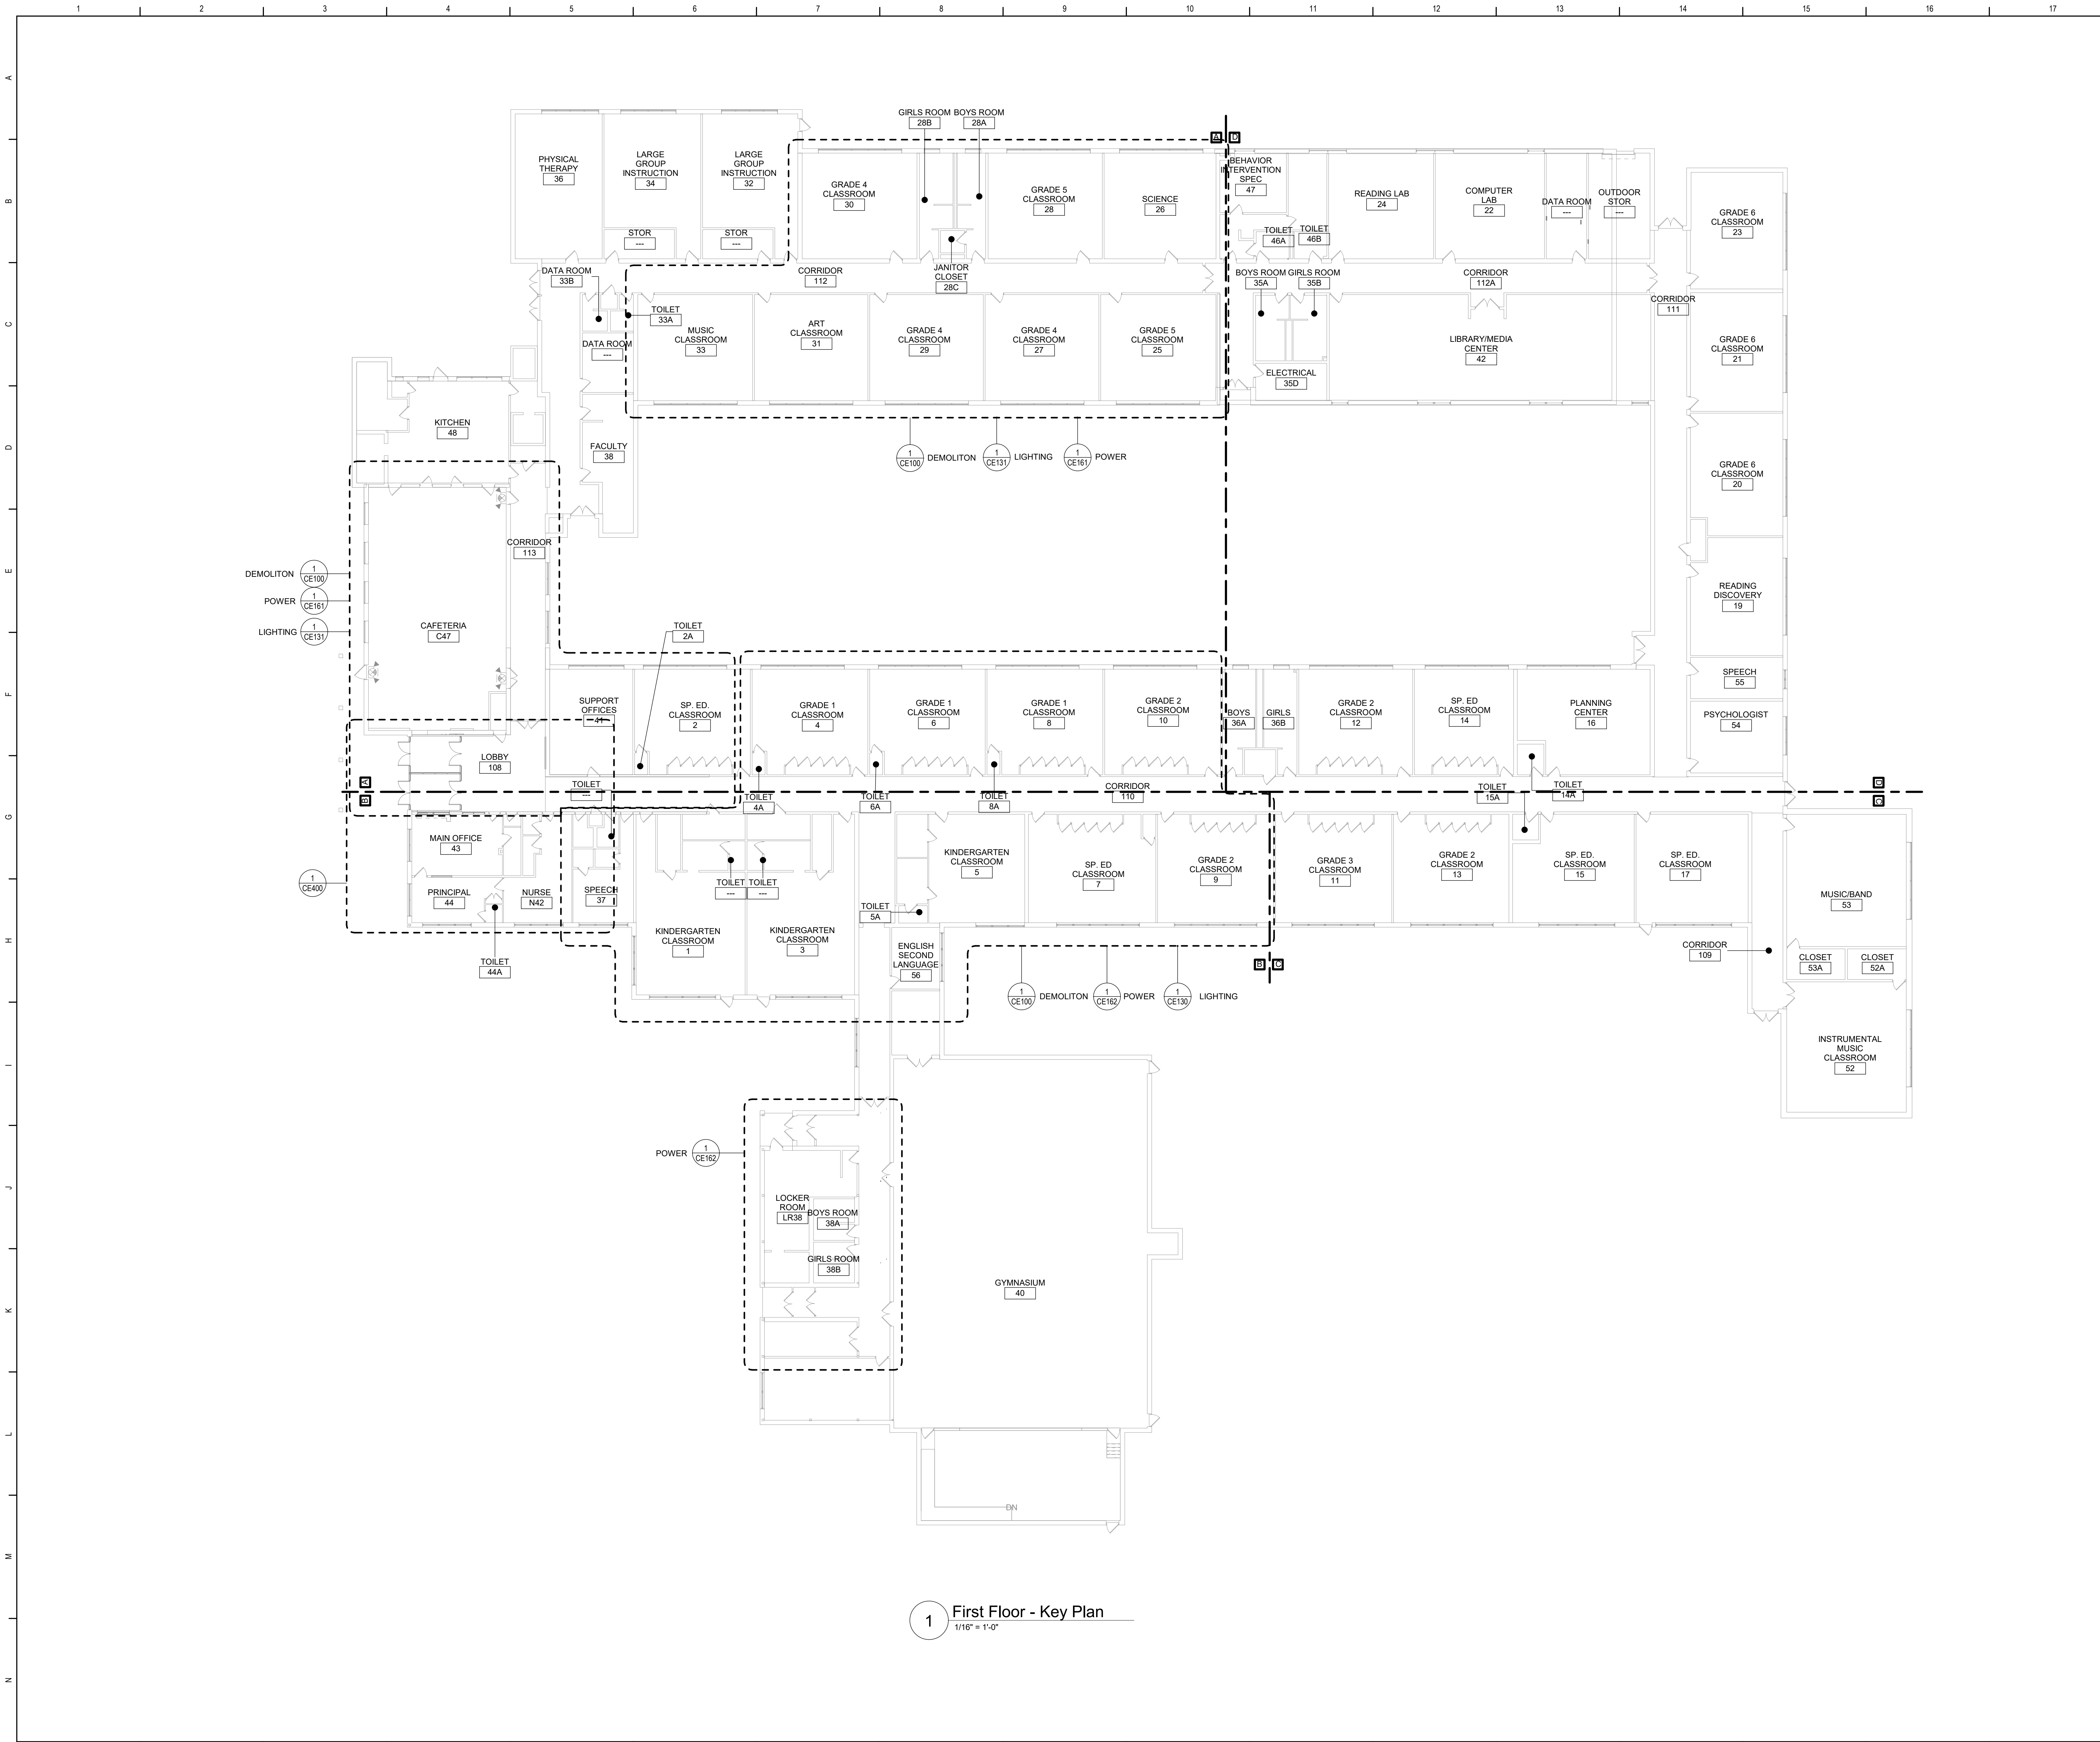 1 2 3 4 5 6 7 8 9 10 11 12 13 14 15 16 17
A
B
C
D
E
F
G
H
I
J
K
L
M
N
GIRLS ROOM
28B
BOYS ROOM
28A
A D
PHYSICAL
THERAPY
36
LARGE
GROUP
INSTRUCTION
34
LARGE
GROUP
INSTRUCTION
32
STOR
---
STOR
---
GRADE 4
CLASSROOM
30
GRADE 5
CLASSROOM
28
SCIENCE
26
BEHAVIOR
INTERVENTION
SPEC
47
READING LAB
24
COMPUTER
LAB
22
DATA ROOM
---
OUTDOOR
STOR
---
GRADE 6
CLASSROOM
23
TOILET
46A
TOILET
46B
DATA ROOM
33B
CORRIDOR
112
JANITOR
CLOSET
28C
BOYS ROOM
35A
GIRLS ROOM
35B
CORRIDOR
112A
CORRIDOR
111
TOILET
33A
DATA ROOM
---
MUSIC
CLASSROOM
33
ART
CLASSROOM
31
GRADE 4
CLASSROOM
29
GRADE 4
CLASSROOM
27
GRADE 5
CLASSROOM
25
ELECTRICAL
35D
LIBRARY/MEDIA
CENTER
42
GRADE 6
CLASSROOM
21
KITCHEN
48
FACULTY
38
1
CE100
DEMOLITON
1
CE131
LIGHTING
1
CE161
POWER
GRADE 6
CLASSROOM
20
CORRIDOR
113
DEMOLITON
1
CE100
POWER
1
CE161
LIGHTING
1
CE131
CAFETERIA
C47
TOILET
2A
READING
DISCOVERY
19
SPEECH
55
PSYCHOLOGIST
54
SUPPORT
OFFICES
41
SP. ED.
CLASSROOM
2
GRADE 1
CLASSROOM
4
GRADE 1
CLASSROOM
6
GRADE 1
CLASSROOM
8
GRADE 2
CLASSROOM
10
BOYS
36A
GIRLS
36B
GRADE 2
CLASSROOM
12
SP. ED
CLASSROOM
14
PLANNING
CENTER
16
LOBBY
108
A
B
D
C
TOILET
---
TOILET
4A
TOILET
6A
TOILET
8A
CORRIDOR
110
TOILET
15A
TOILET
14A
MAIN OFFICE
43
PRINCIPAL
44
NURSE
N42
SPEECH
37
TOILET
---
TOILET
---
1
CE400
TOILET
44A
KINDERGARTEN
CLASSROOM
1
KINDERGARTEN
CLASSROOM
3
KINDERGARTEN
CLASSROOM
5
TOILET
5A
SP. ED
CLASSROOM
7
GRADE 2
CLASSROOM
9
GRADE 3
CLASSROOM
11
GRADE 2
CLASSROOM
13
SP. ED.
CLASSROOM
15
SP. ED.
CLASSROOM
17
MUSIC/BAND
53
ENGLISH
SECOND
LANGUAGE
56
B C
CORRIDOR
109
CLOSET
53A
CLOSET
52A
1
CE100
DEMOLITON
1
CE162
POWER
1
CE130
LIGHTING
INSTRUMENTAL
MUSIC
CLASSROOM
52
POWER
1
CE162
LOCKER
ROOM
LR38
BOYS ROOM
38A
GIRLS ROOM
38B
GYMNASIUM
40
DN
1
First Floor - Key Plan
1/16" = 1'-0"